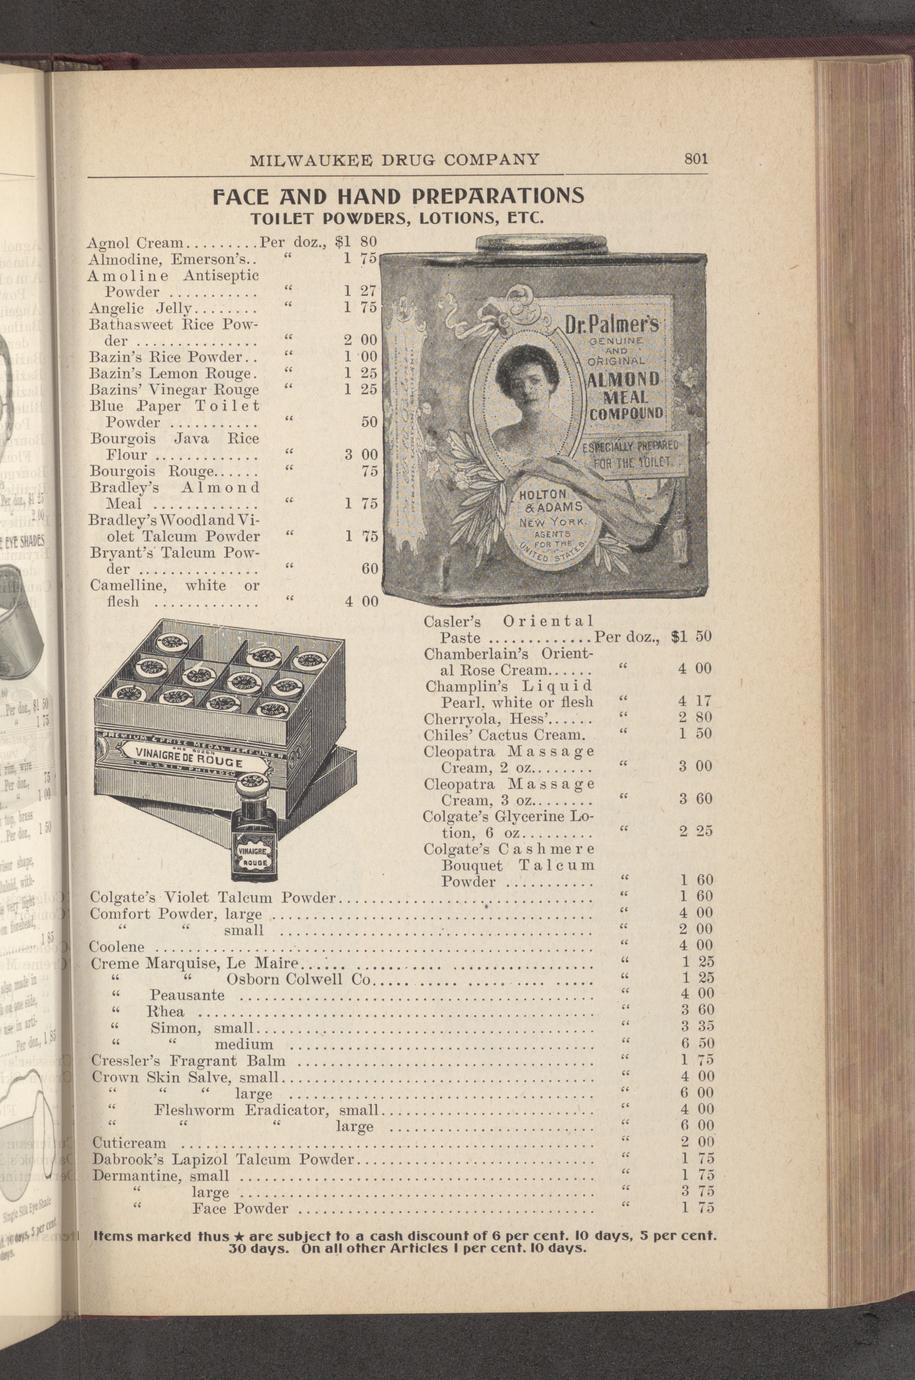 MILWAUKEE DRUG COMPANY 801
FACE AND HAND PREPARATIONS
TOILET POWDERS, LOTIONS, ETC.
Agnol Cream.........Per doz., $1 80
Almodine, Emerson's.. “ 1 75
Amoline Antiseptic
Powder ........... “ 1 27
Angelic Jelly........ “ 1 75
Bathasweet Rice Pow-
der ............... “ 2 00
Bazin's Rice Powder.. “ 1 00
Bazin's Lemon Rouge. “ 1 25
Bazins' Vinegar Rouge “ 1 25
Blue Paper Toilet
Powder ........... “ 50
Bourgois Java Rice
Flour ............. “ 3 00
Bourgois Rouge...... “ 75
Bradley's Almond
Meal ............. “ 1 75
Bradley's Woodland Vi-
olet Talcum Powder “ 1 75
Bryant's Talcum Pow-
der ............... “ 60
Camelline, white or
flesh ............. “ 4 00
Dr. Palmer's
GENUINE
AND
ORIGINAL
ALMOND
MEAL
COMPOUND
ESPECIALLY PREPARED
FOR THE TOILET.
HOLTON
& ADAMS
NEW YORK.
AGENTS
FOR THE
UNITED STATES.
PREMIUM & PRIZE MEDAL PERFUMER
VINAIGRE DE ROUGE
VINAIGRE
ROUGE
Casler's Oriental
Paste .............Per doz., $1 50
Chamberlain's Orient-
al Rose Cream...... “ 4 00
Champlin's Liquid
Pearl, white or flesh “ 4 17
Cherryola, Hess'...... “ 2 80
Chiles' Cactus Cream. “ 1 50
Cleopatra Massage
Cream, 2 oz........ “ 3 00
Cleopatra Massage
Cream, 3 oz........ “ 3 60
Colgate's Glycerine Lo-
tion, 6 oz......... “ 2 25
Colgate's Cashmere
Bouquet Talcum
Powder ........... “ 1 60
Colgate's Violet Talcum Powder................................ “ 1 60
Comfort Powder, large ........................................ “ 4 00
“ “ small ....................................... “ 2 00
Coolene ...................................................... “ 4 00
Creme Marquise, Le Maire..................................... “ 1 25
“ “ Osborn Colwell Co............................ “ 1 25
“ Peausante ............................................ “ 4 00
“ Rhea ................................................. “ 3 60
“ Simon, small.......................................... “ 3 35
“ “ medium ...................................... “ 6 50
Cressler's Fragrant Balm ..................................... “ 1 75
Crown Skin Salve, small....................................... “ 4 00
“ “ “ large ...................................... “ 6 00
“ Fleshworm Eradicator, small........................... “ 4 00
“ “ “ large ........................... “ 6 00
Cuticream .................................................... “ 2 00
Dabrook's Lapizol Talcum Powder.............................. “ 1 75
Dermantine, small ............................................ “ 1 75
“ large ............................................ “ 3 75
“ Face Powder ...................................... “ 1 75
Items marked thus ★ are subject to a cash discount of 6 per cent. 10 days, 5 per cent.
30 days. On all other Articles 1 per cent. 10 days.